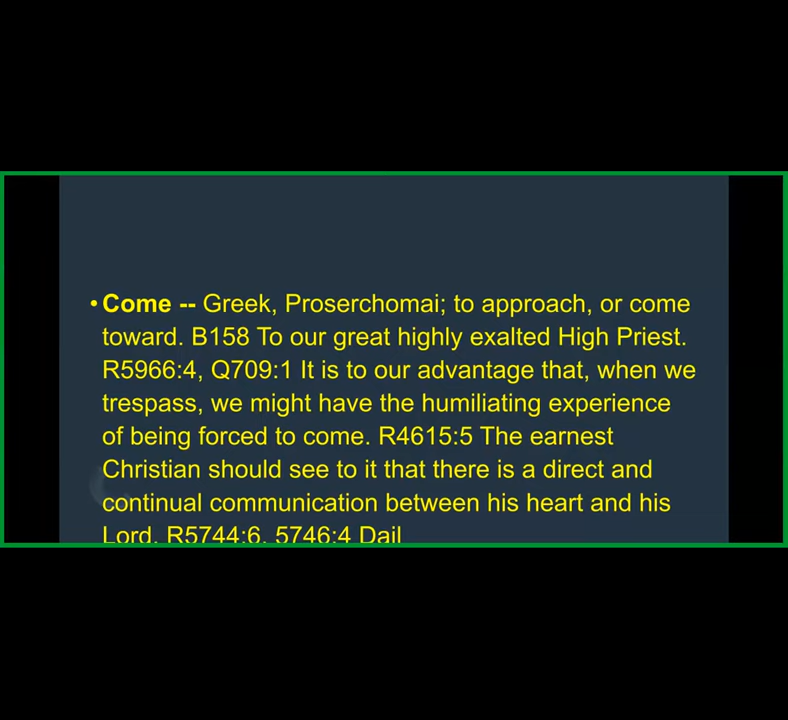 • Come -- Greek, Proserchomai; to approach, or come
toward. B158 To our great highly exalted High Priest.
R5966:4, Q709:1 It is to our advantage that, when we
trespass, we might have the humiliating experience
of being forced to come. R4615:5 The earnest
Christian should see to it that there is a direct and
continual communication between his heart and his
Lord. R5744:6, 5746:4 Dail